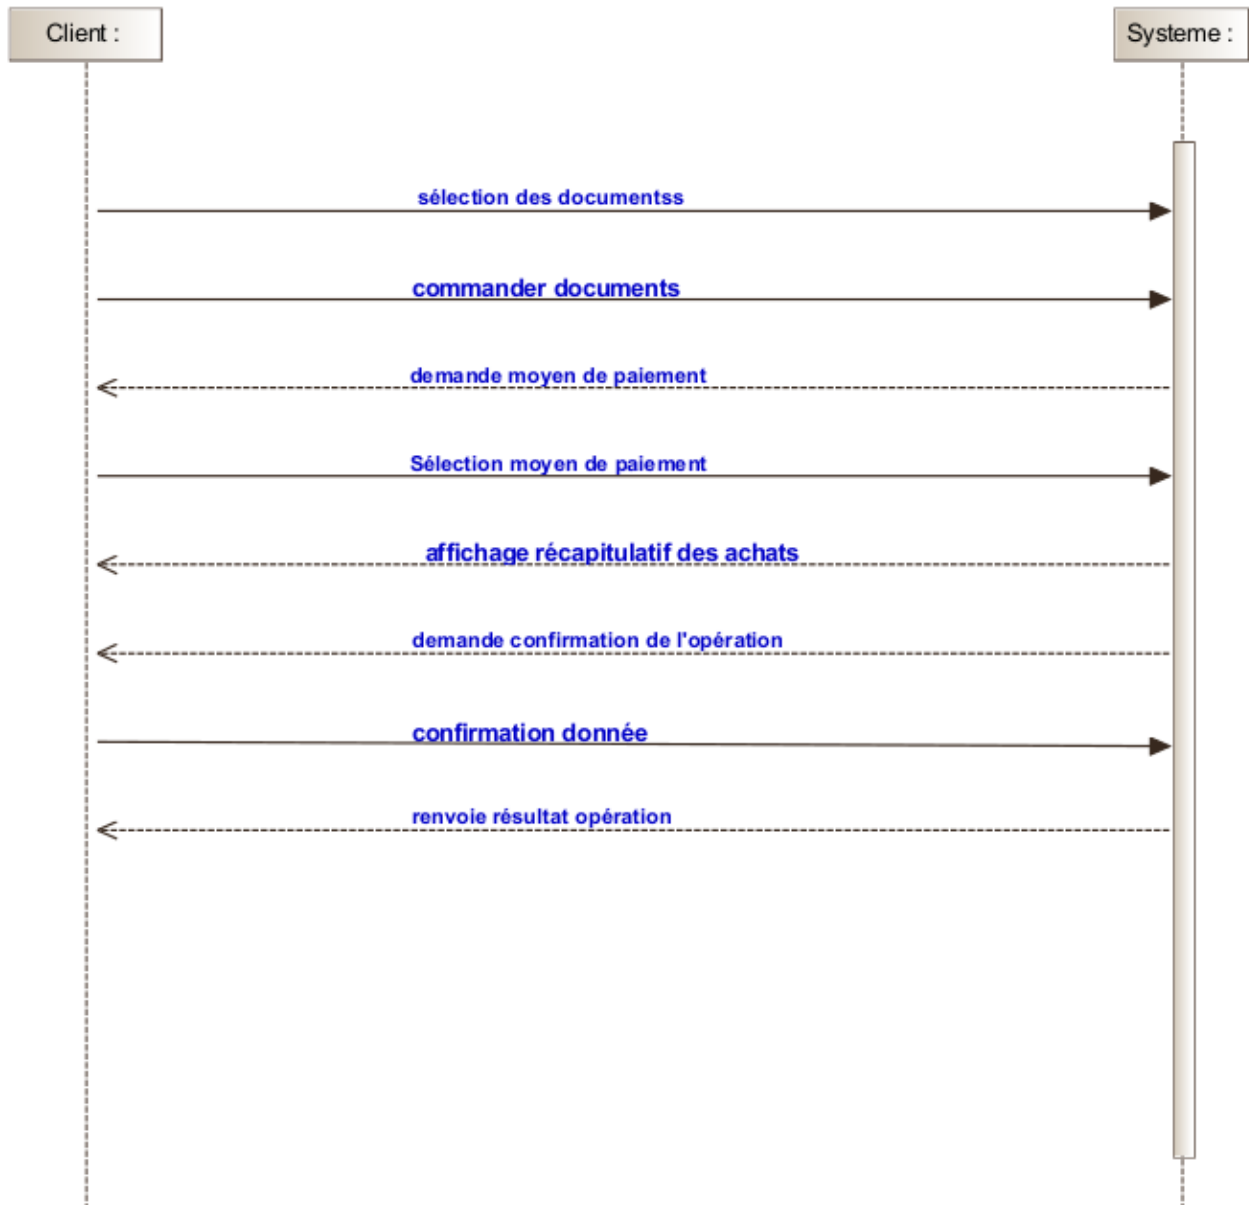 Client :
Systeme :
sélection des documentss
commander documents
demande moyen de paiement
Sélection moyen de paiement
affichage récapitulatif des achats
demande confirmation de l'opération
confirmation donnée
renvoie résultat opération